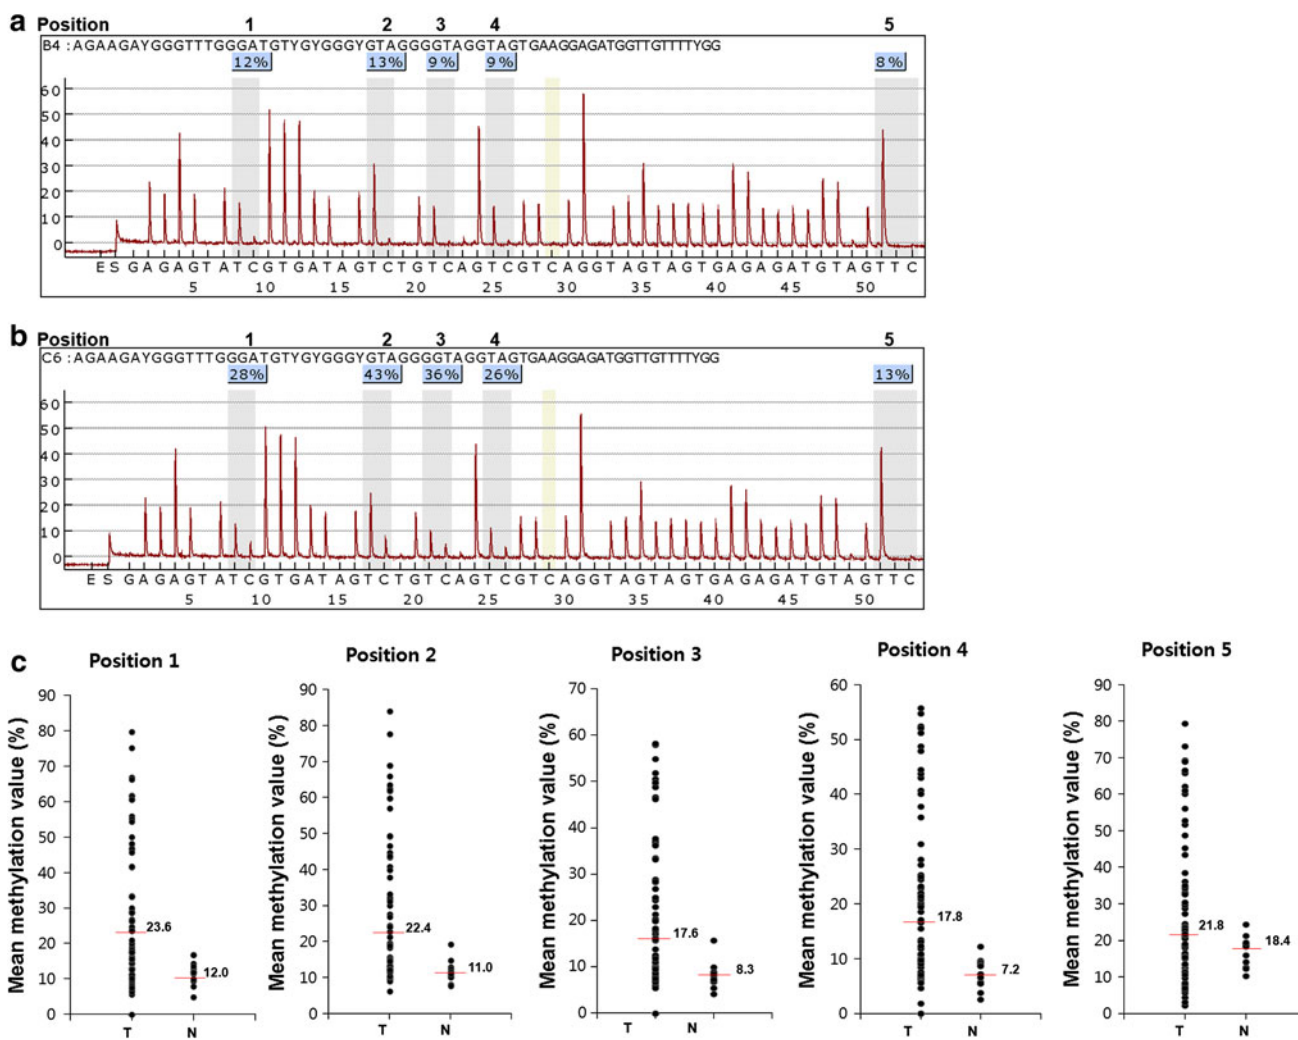 a Position 1 2 3 4 5
B4 :AGAAGAYGGGTTTGGGATGTYGYGGGYGTAGGGGTAGGTAGTGAAGGAGATGGTTGTTTTYGG
12% 13% 9% 9% 8%
60
50
40
30
20
10
0
E S G A G A G T A T C G T G A T A G T C T G T C A G T C G T C A G G T A G T A G T G A G A G A T G T A G T T C
5 10 15 20 25 30 35 40 45 50
b Position 1 2 3 4 5
C6 :AGAAGAYGGGTTTGGGATGTYGYGGGYGTAGGGGTAGGTAGTGAAGGAGATGGTTGTTTTYGG
28% 43% 36% 26% 13%
60
50
40
30
20
10
0
E S G A G A G T A T C G T G A T A G T C T G T C A G T C G T C A G G T A G T A G T G A G A G A T G T A G T T C
5 10 15 20 25 30 35 40 45 50
c
Position 1
Mean methylation value (%)
90
80
70
60
50
40
30
20
10
0
23.6
12.0
T N
Position 2
Mean methylation value (%)
90
80
70
60
50
40
30
20
10
0
22.4
11.0
T N
Position 3
Mean methylation value (%)
70
60
50
40
30
20
10
0
17.6
8.3
T N
Position 4
Mean methylation value (%)
60
50
40
30
20
10
0
17.8
7.2
T N
Position 5
Mean methylation value (%)
90
80
70
60
50
40
30
20
10
0
21.8
18.4
T N